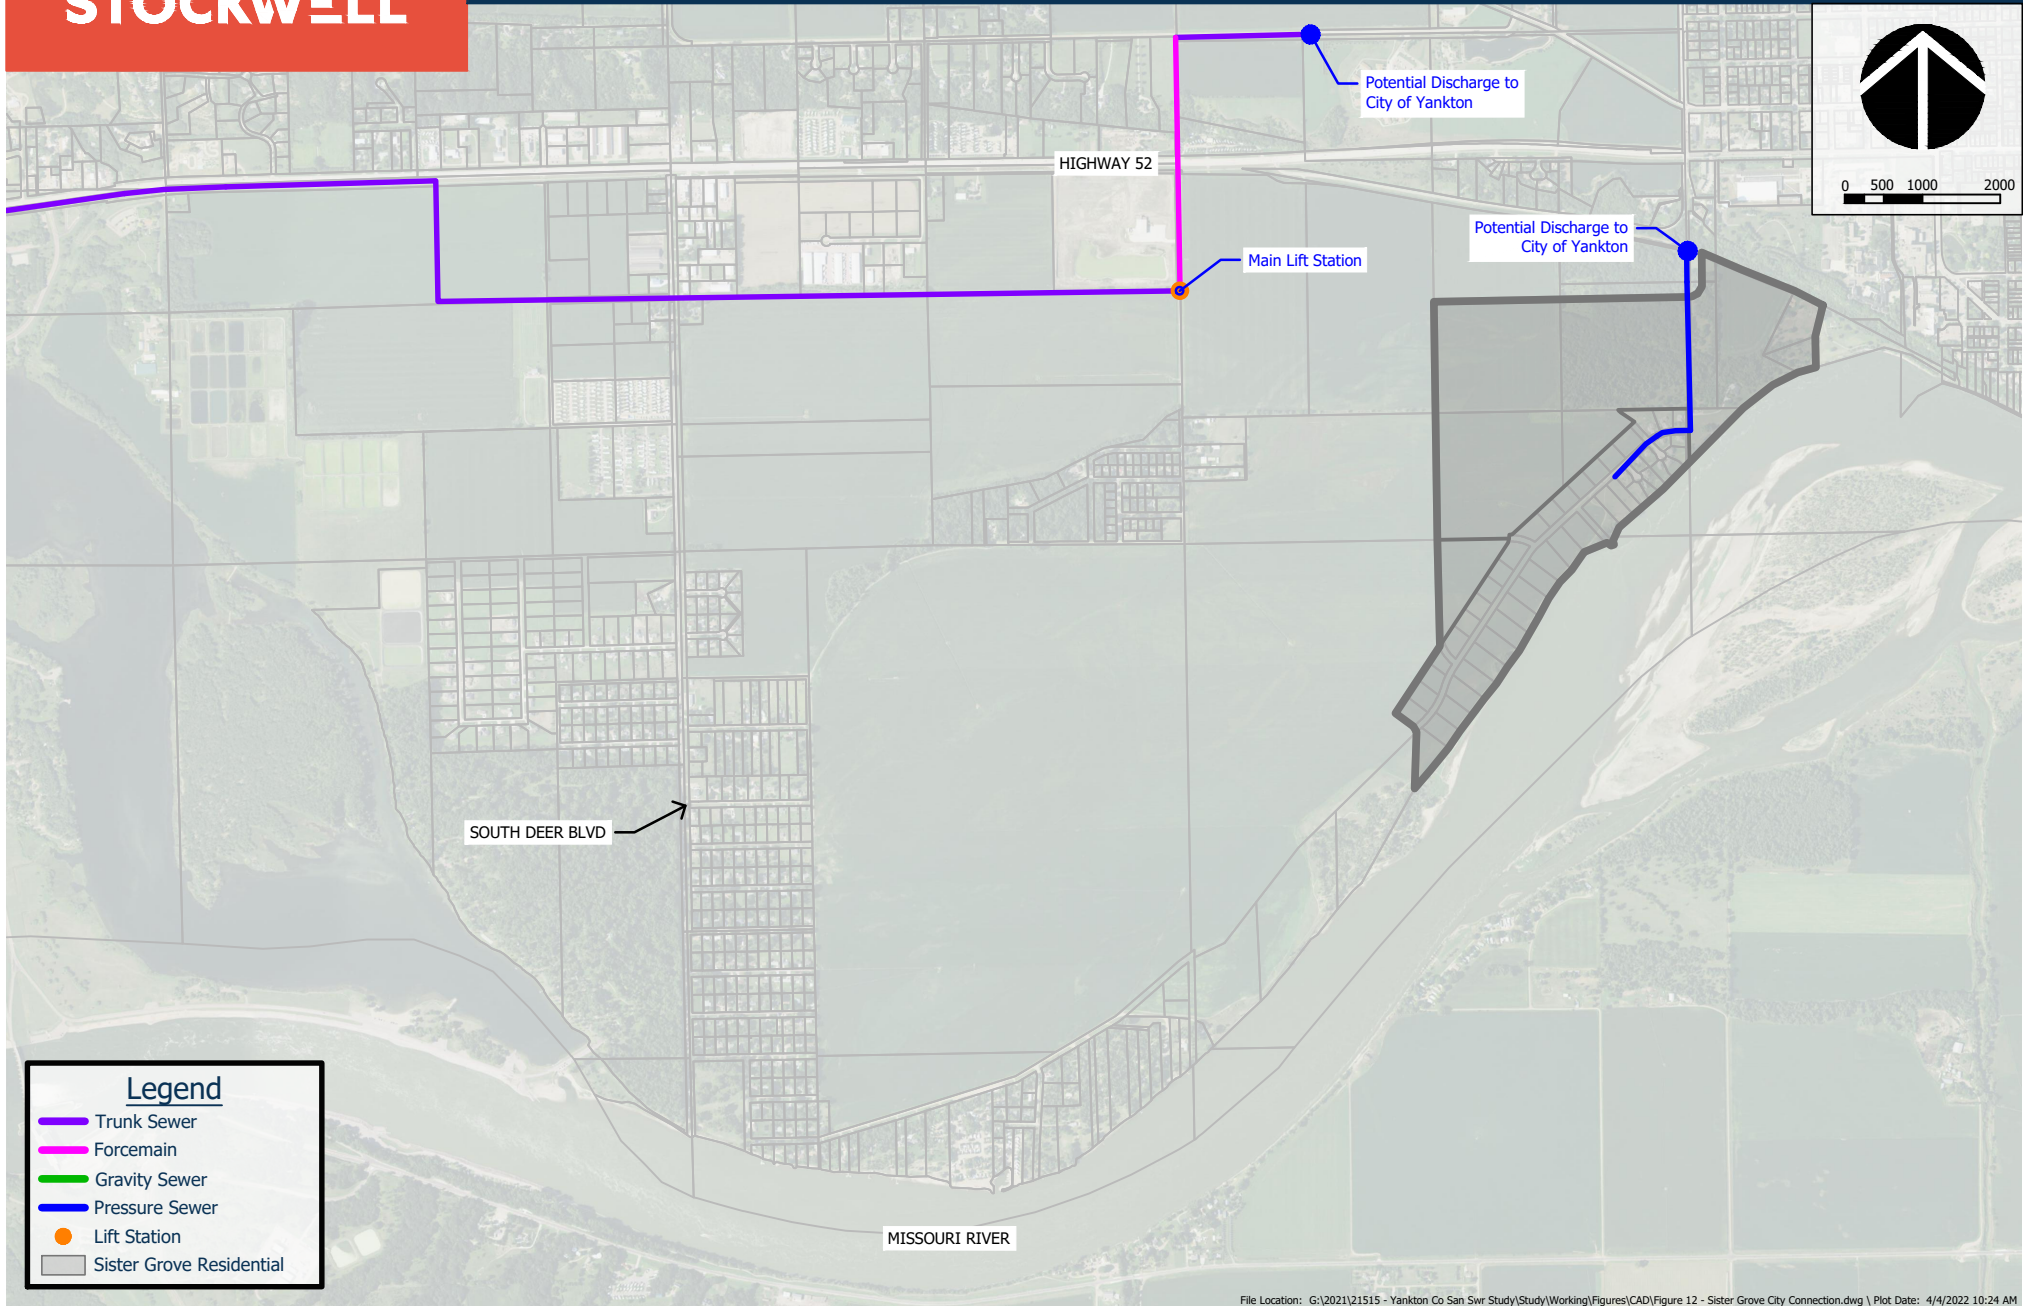 STOCKWELL
Potential Discharge to
City of Yankton
HIGHWAY 52
0 500 1000 2000
Potential Discharge to
City of Yankton
Main Lift Station
SOUTH DEER BLVD
MISSOURI RIVER
Legend
Trunk Sewer
Forcemain
Gravity Sewer
Pressure Sewer
Lift Station
Sister Grove Residential
File Location: G:\2021\21515 - Yankton Co San Swr Study\Study\Working\Figures\CAD\Figure 12 - Sister Grove City Connection.dwg \ Plot Date: 4/4/2022 10:24 AM